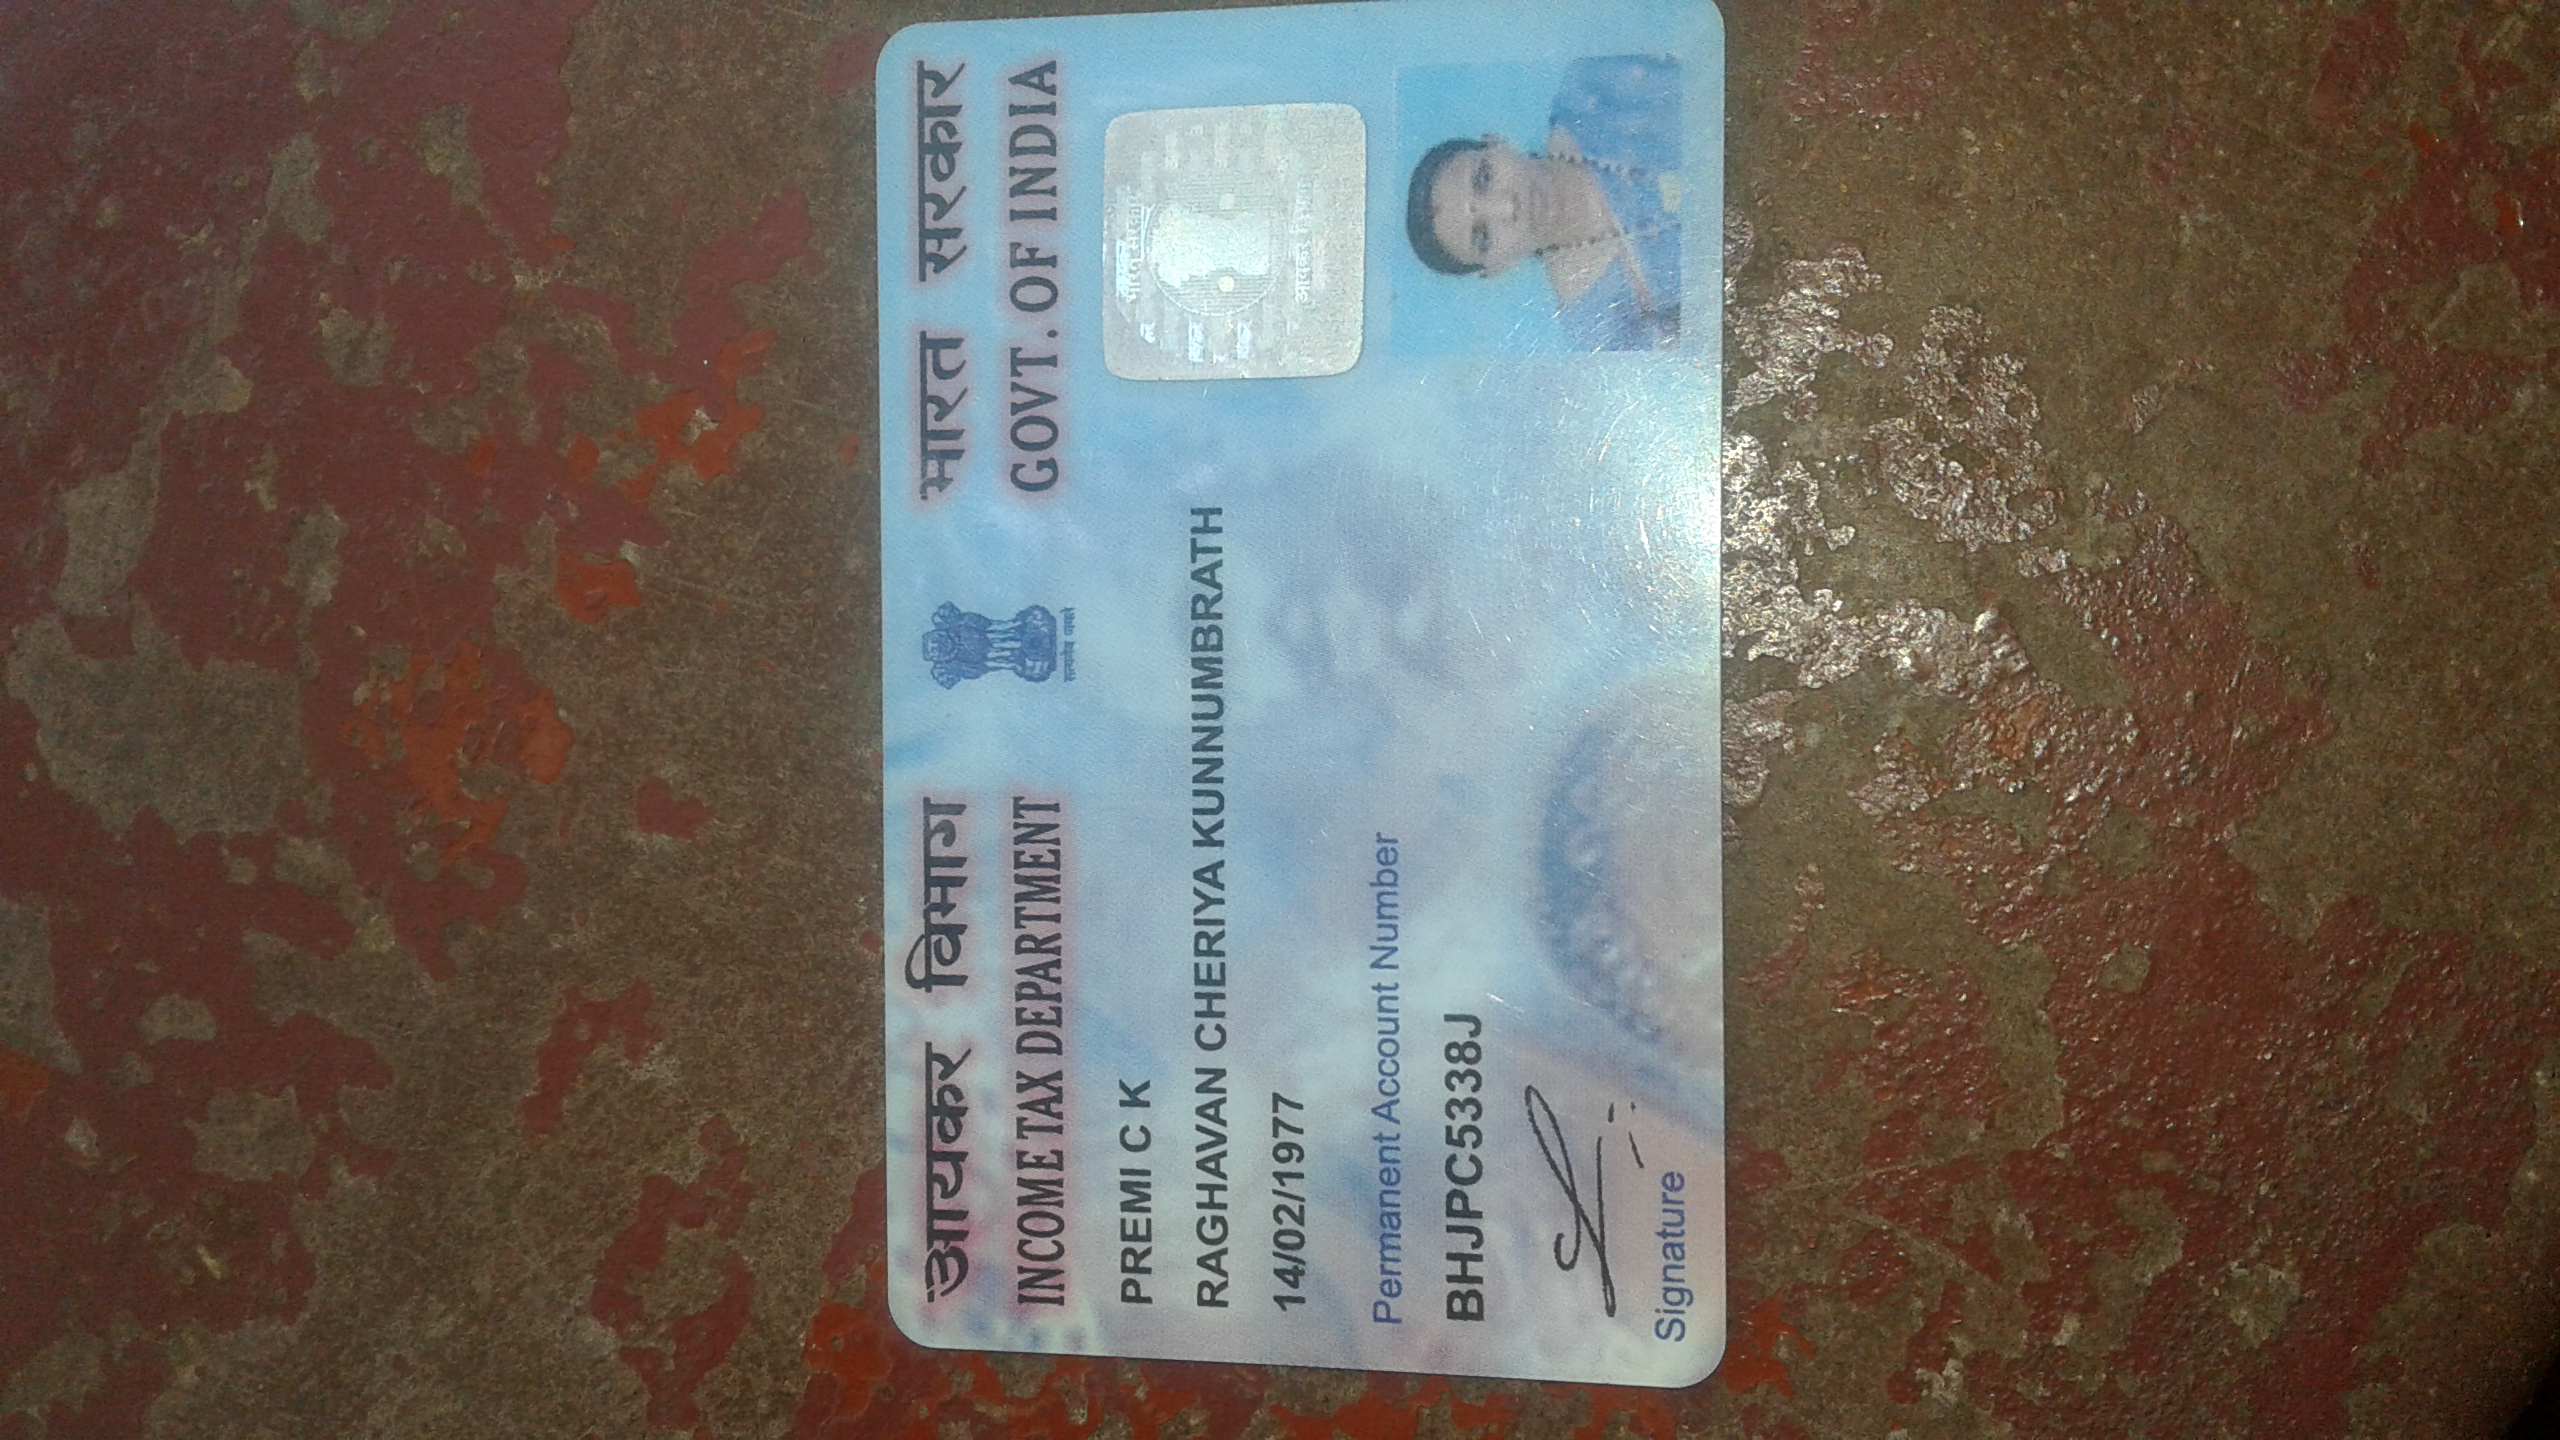 आयकर विभाग
भारत सरकार
INCOME TAX DEPARTMENT
GOVT. OF INDIA
सत्यमेव जयते
PREMI C K
RAGHAVAN CHERIYA KUNNUMBRATH
14/02/1977
भारत सरकार
आयकर विभाग
Permanent Account Number
BHJPC5338J
Signature